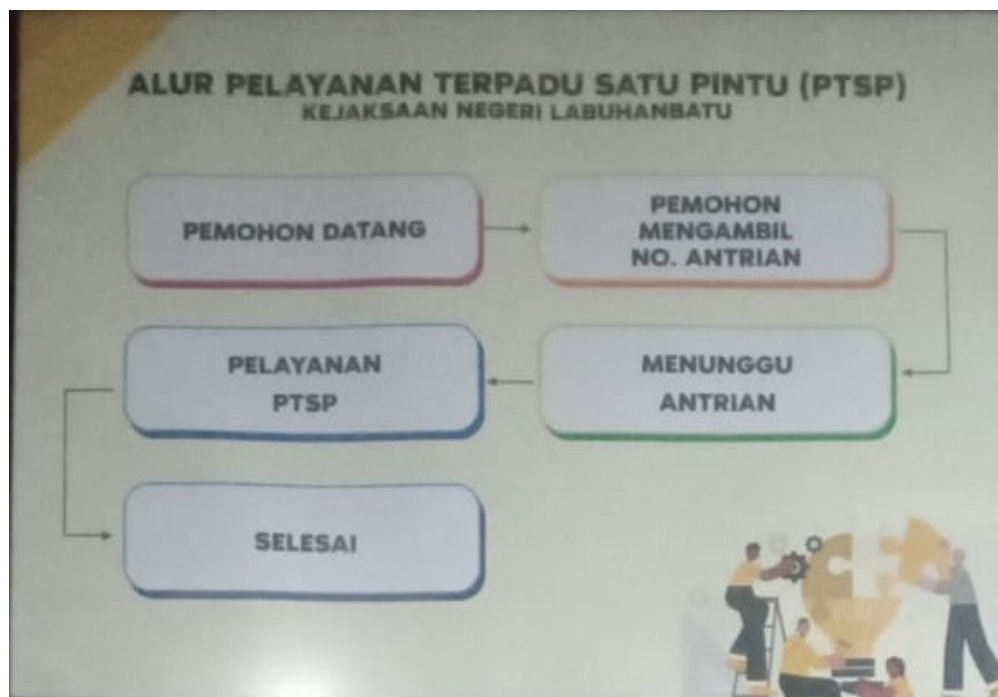 ALUR PELAYANAN TERPADU SATU PINTU (PTSP)
KEJAKSAAN NEGERI LABUHANBATU
PEMOHON DATANG
PEMOHON
MENGAMBIL
NO. ANTRIAN
MENUNGGU
ANTRIAN
PELAYANAN
PTSP
SELESAI